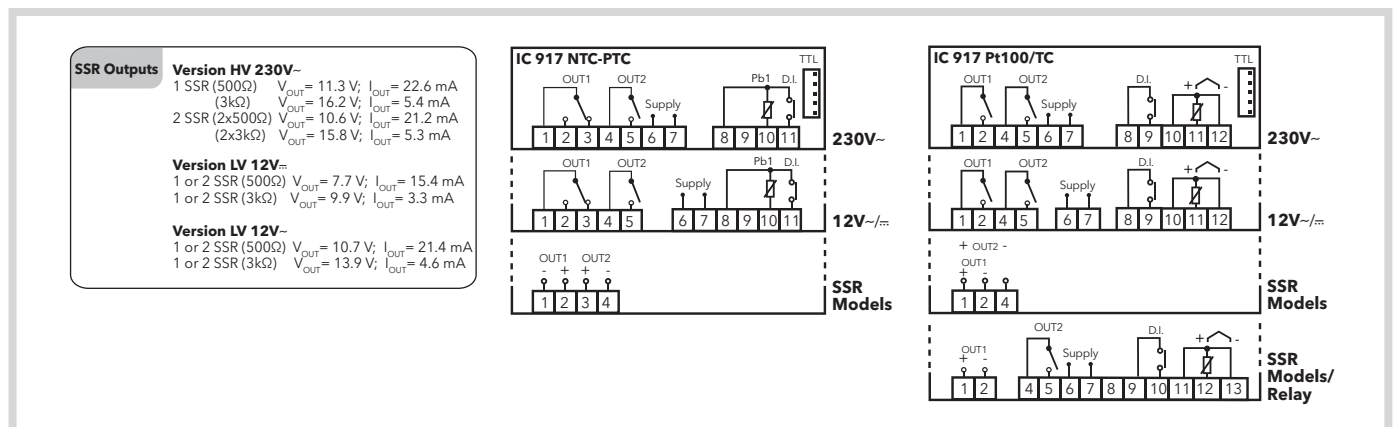 SSR Outputs
Version HV 230V~
1 SSR (500Ω) VOUT= 11.3 V; IOUT= 22.6 mA
(3kΩ) VOUT= 16.2 V; IOUT= 5.4 mA
2 SSR (2x500Ω) VOUT= 10.6 V; IOUT= 21.2 mA
(2x3kΩ) VOUT= 15.8 V; IOUT= 5.3 mA
Version LV 12V⎓
1 or 2 SSR (500Ω) VOUT= 7.7 V; IOUT= 15.4 mA
1 or 2 SSR (3kΩ) VOUT= 9.9 V; IOUT= 3.3 mA
Version LV 12V~
1 or 2 SSR (500Ω) VOUT= 10.7 V; IOUT= 21.4 mA
1 or 2 SSR (3kΩ) VOUT= 13.9 V; IOUT= 4.6 mA
IC 917 NTC-PTC
TTL
OUT1 OUT2 Supply Pb1 D.I.
1 2 3 4 5 6 7 8 9 10 11
230V~
OUT1 OUT2 Supply Pb1 D.I.
1 2 3 4 5 6 7 8 9 10 11
12V~/⎓
OUT1 OUT2
- + + -
1 2 3 4
SSR
Models
IC 917 Pt100/TC
TTL
OUT1 OUT2 Supply D.I. + -
1 2 4 5 6 7 8 9 10 11 12
230V~
OUT1 OUT2 Supply D.I. + -
1 2 4 5 6 7 8 9 10 11 12
12V~/⎓
+ OUT2 -
OUT1
+ -
1 2 4
SSR
Models
OUT1
+ -
OUT2 Supply D.I. + -
1 2 4 5 6 7 8 9 10 11 12 13
SSR
Models/
Relay